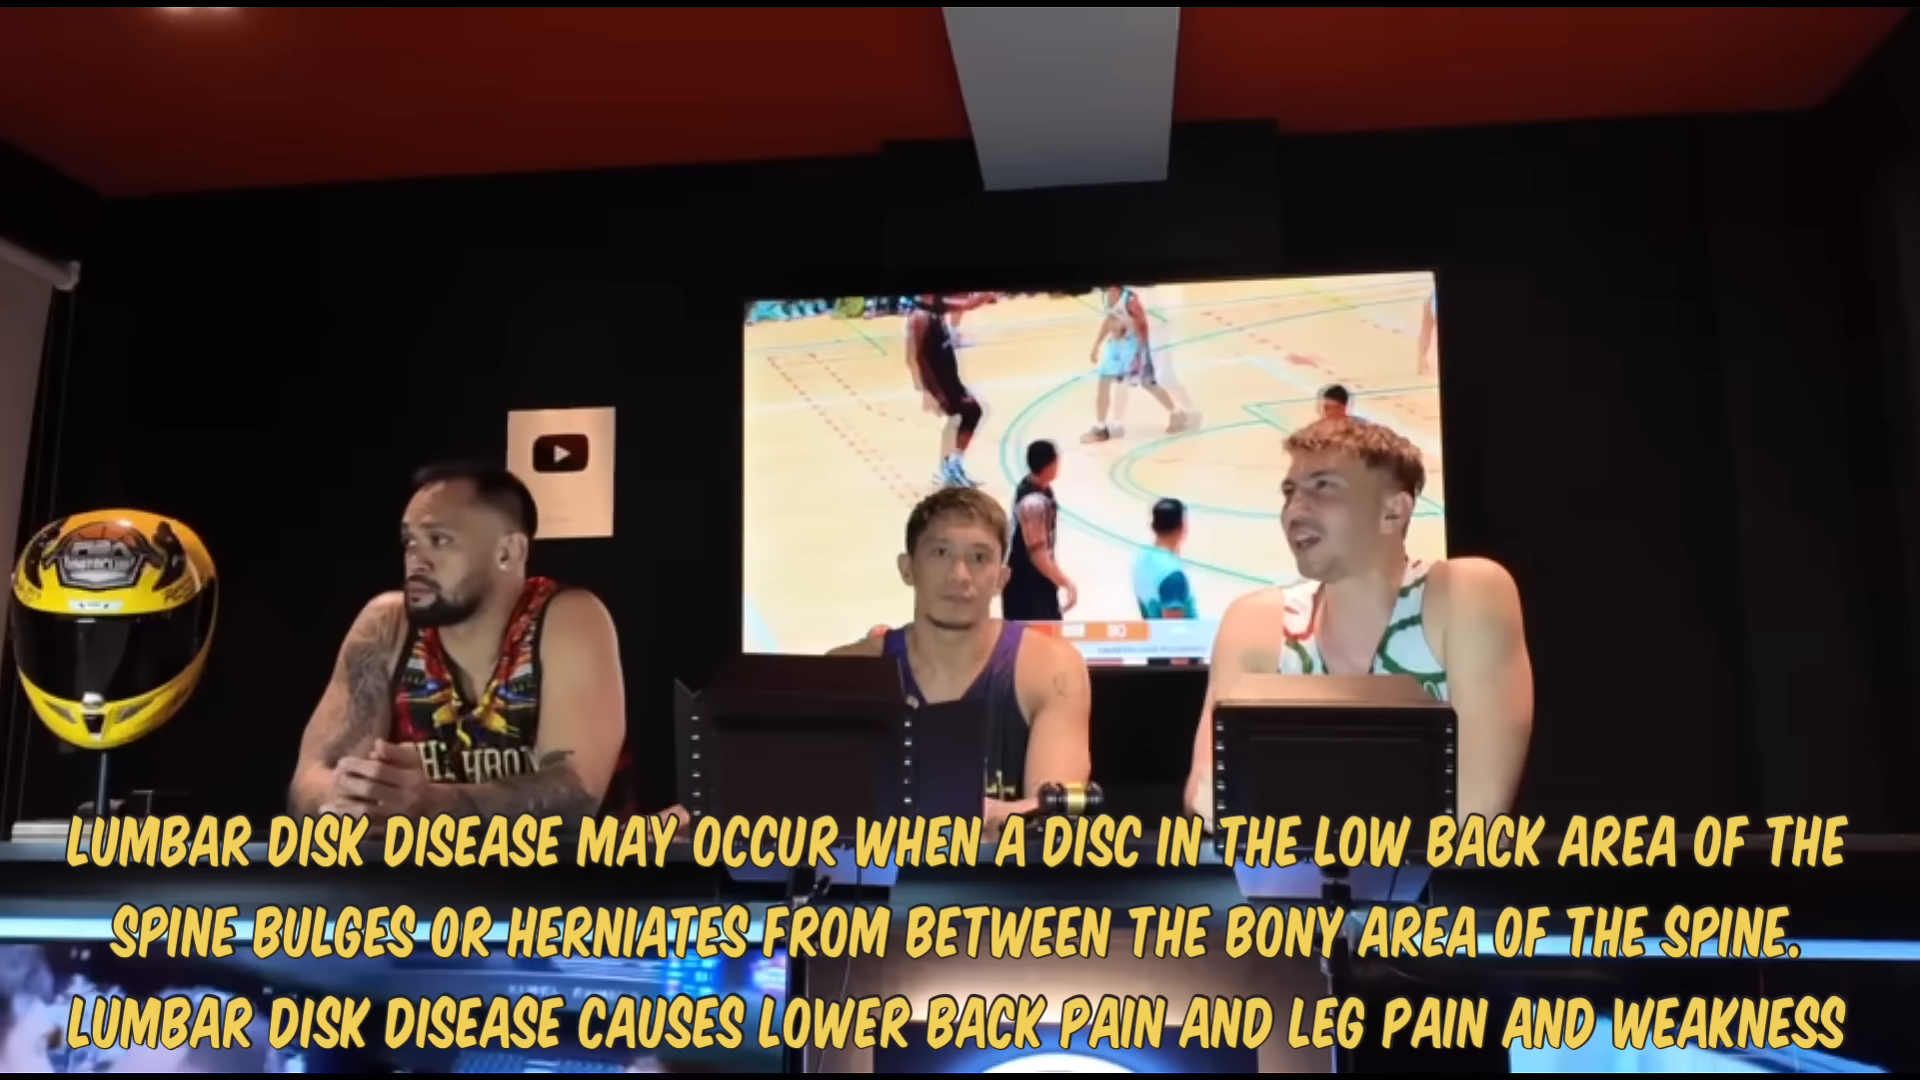 80
LUMBAR DISK DISEASE MAY OCCUR WHEN A DISC IN THE LOW BACK AREA OF THE
SPINE BULGES OR HERNIATES FROM BETWEEN THE BONY AREA OF THE SPINE.
LUMBAR DISK DISEASE CAUSES LOWER BACK PAIN AND LEG PAIN AND WEAKNESS